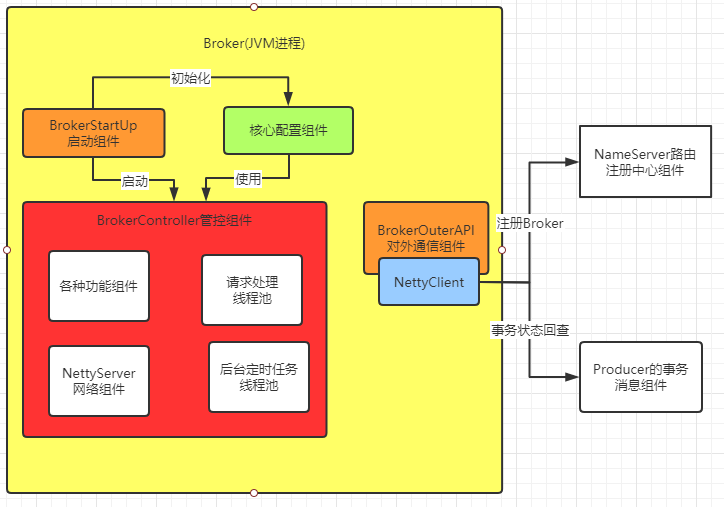 Broker(JVM进程)
初始化
BrokerStartUp
启动组件
核心配置组件
启动
使用
BrokerController管控组件
各种功能组件
请求处理
线程池
NettyServer
网络组件
后台定时任务
线程池
BrokerOuterAPI
对外通信组件
NettyClient
注册Broker
NameServer路由
注册中心组件
事务状态回查
Producer的事务
消息组件